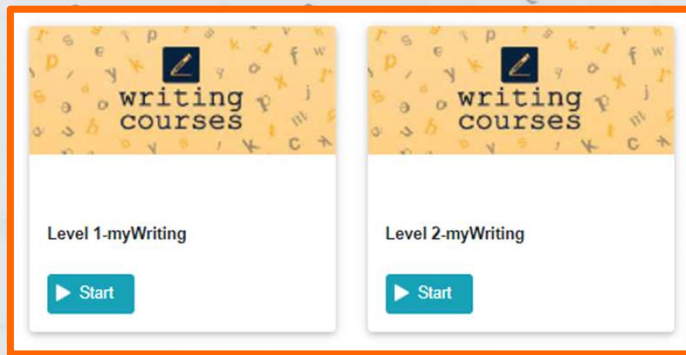 writing courses
writing courses
Level 1-myWriting
Level 2-myWriting
Start
Start